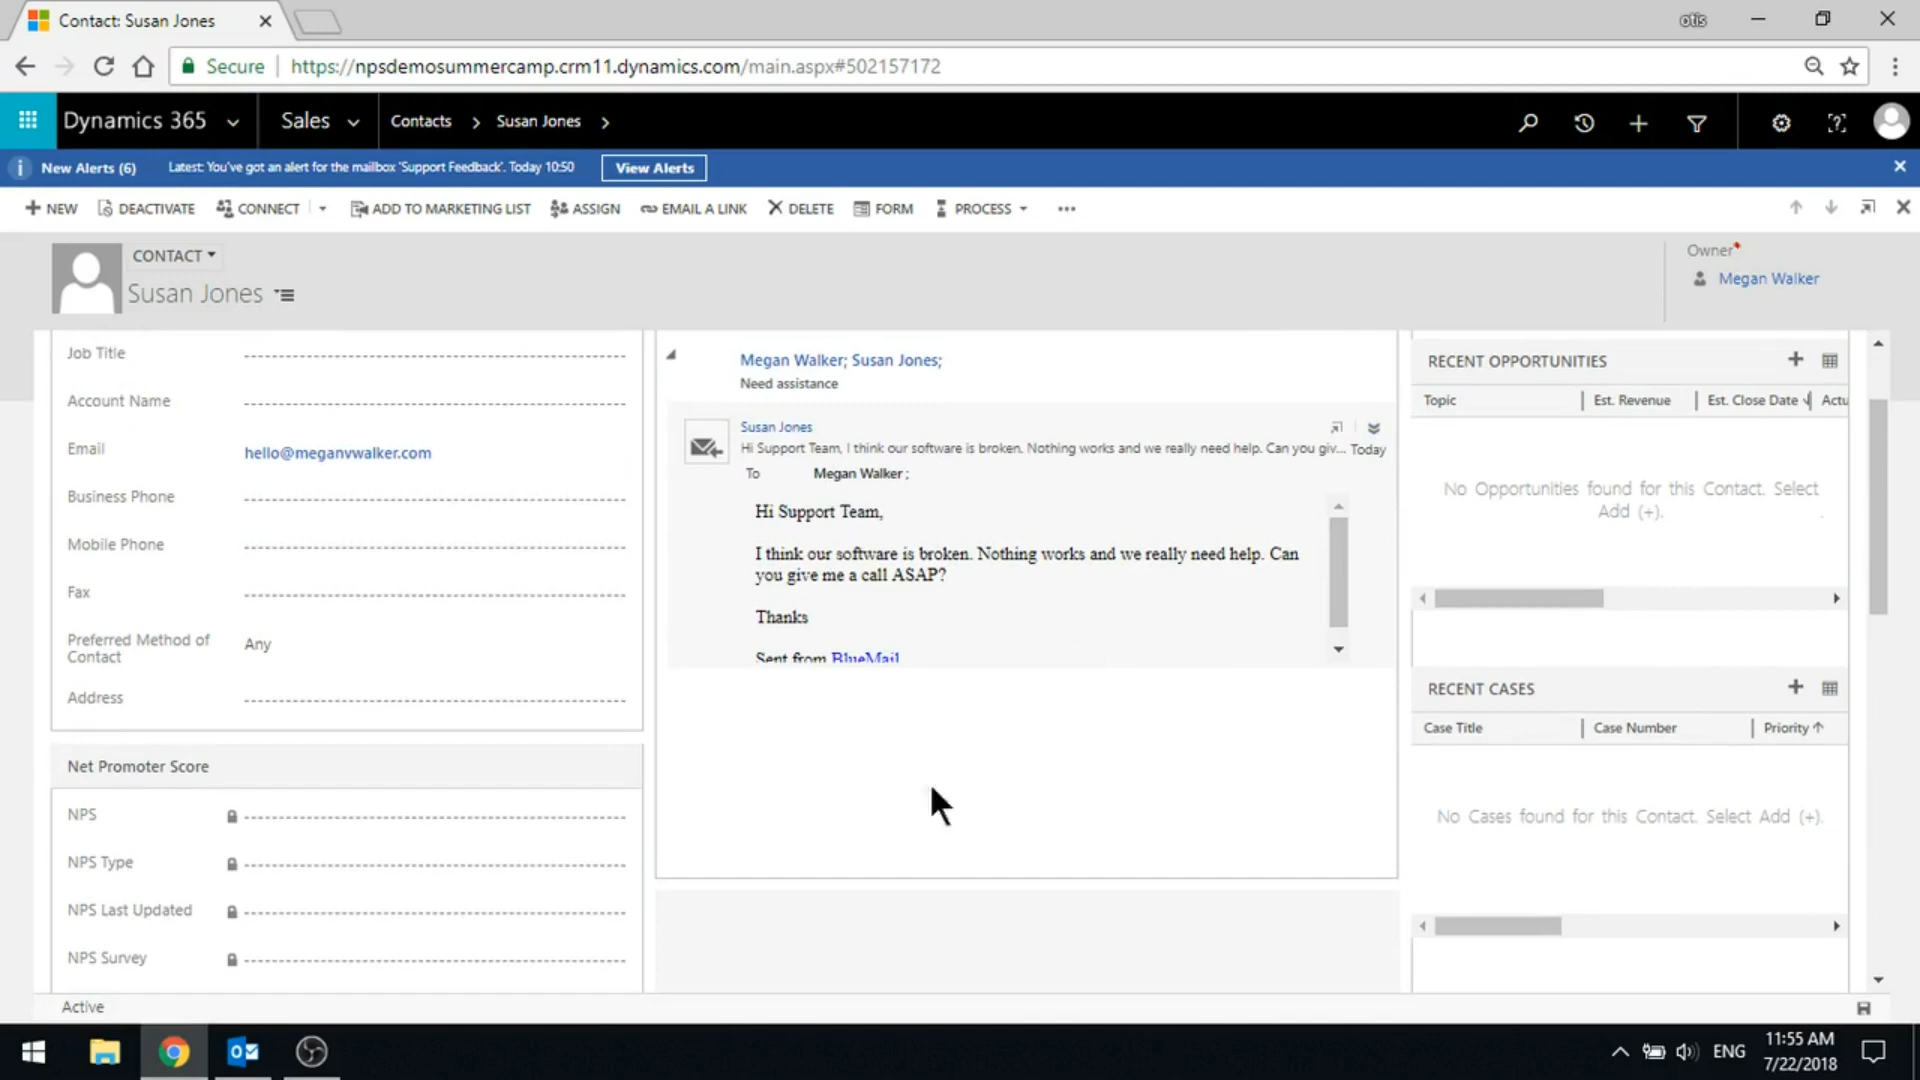 Contact: Susan Jones
otis
Secure
https://npsdemosummercamp.crm11.dynamics.com/main.aspx#502157172
Dynamics 365
Sales
Contacts
Susan Jones
New Alerts (6)
Latest: You've got an alert for the mailbox 'Support Feedback'. Today 10:50
View Alerts
NEW
DEACTIVATE
CONNECT
ADD TO MARKETING LIST
ASSIGN
EMAIL A LINK
DELETE
FORM
PROCESS
CONTACT
Susan Jones
Owner*
Megan Walker
Job Title
Account Name
Email
hello@meganvwalker.com
Business Phone
Mobile Phone
Fax
Preferred Method of
Contact
Any
Address
Net Promoter Score
NPS
NPS Type
NPS Last Updated
NPS Survey
Megan Walker; Susan Jones;
Need assistance
Susan Jones
Hi Support Team, I think our software is broken. Nothing works and we really need help. Can you giv... Today
To Megan Walker ;
Hi Support Team,
I think our software is broken. Nothing works and we really need help. Can
you give me a call ASAP?
Thanks
Sent from BlueMail
RECENT OPPORTUNITIES
Topic
Est. Revenue
Est. Close Date
Actu
No Opportunities found for this Contact. Select
Add (+).
RECENT CASES
Case Title
Case Number
Priority
No Cases found for this Contact. Select Add (+).
Active
ENG
11:55 AM
7/22/2018